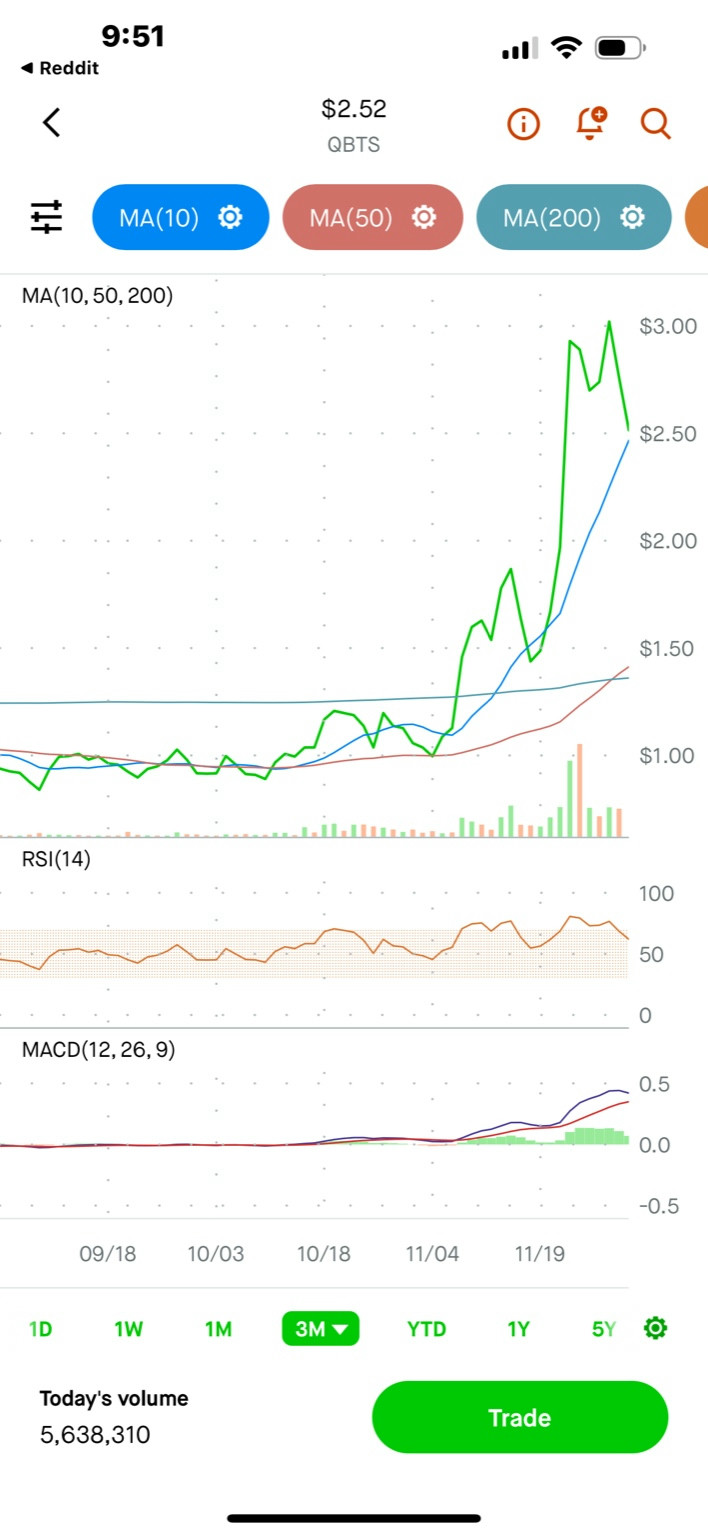 9:51
◀ Reddit
$2.52
QBTS
MA(10) MA(50) MA(200)
MA(10, 50, 200)
$3.00
$2.50
$2.00
$1.50
$1.00
RSI(14)
100
50
0
MACD(12, 26, 9)
0.5
0.0
-0.5
09/18 10/03 10/18 11/04 11/19
1D 1W 1M 3M YTD 1Y 5Y
Today's volume
5,638,310
Trade